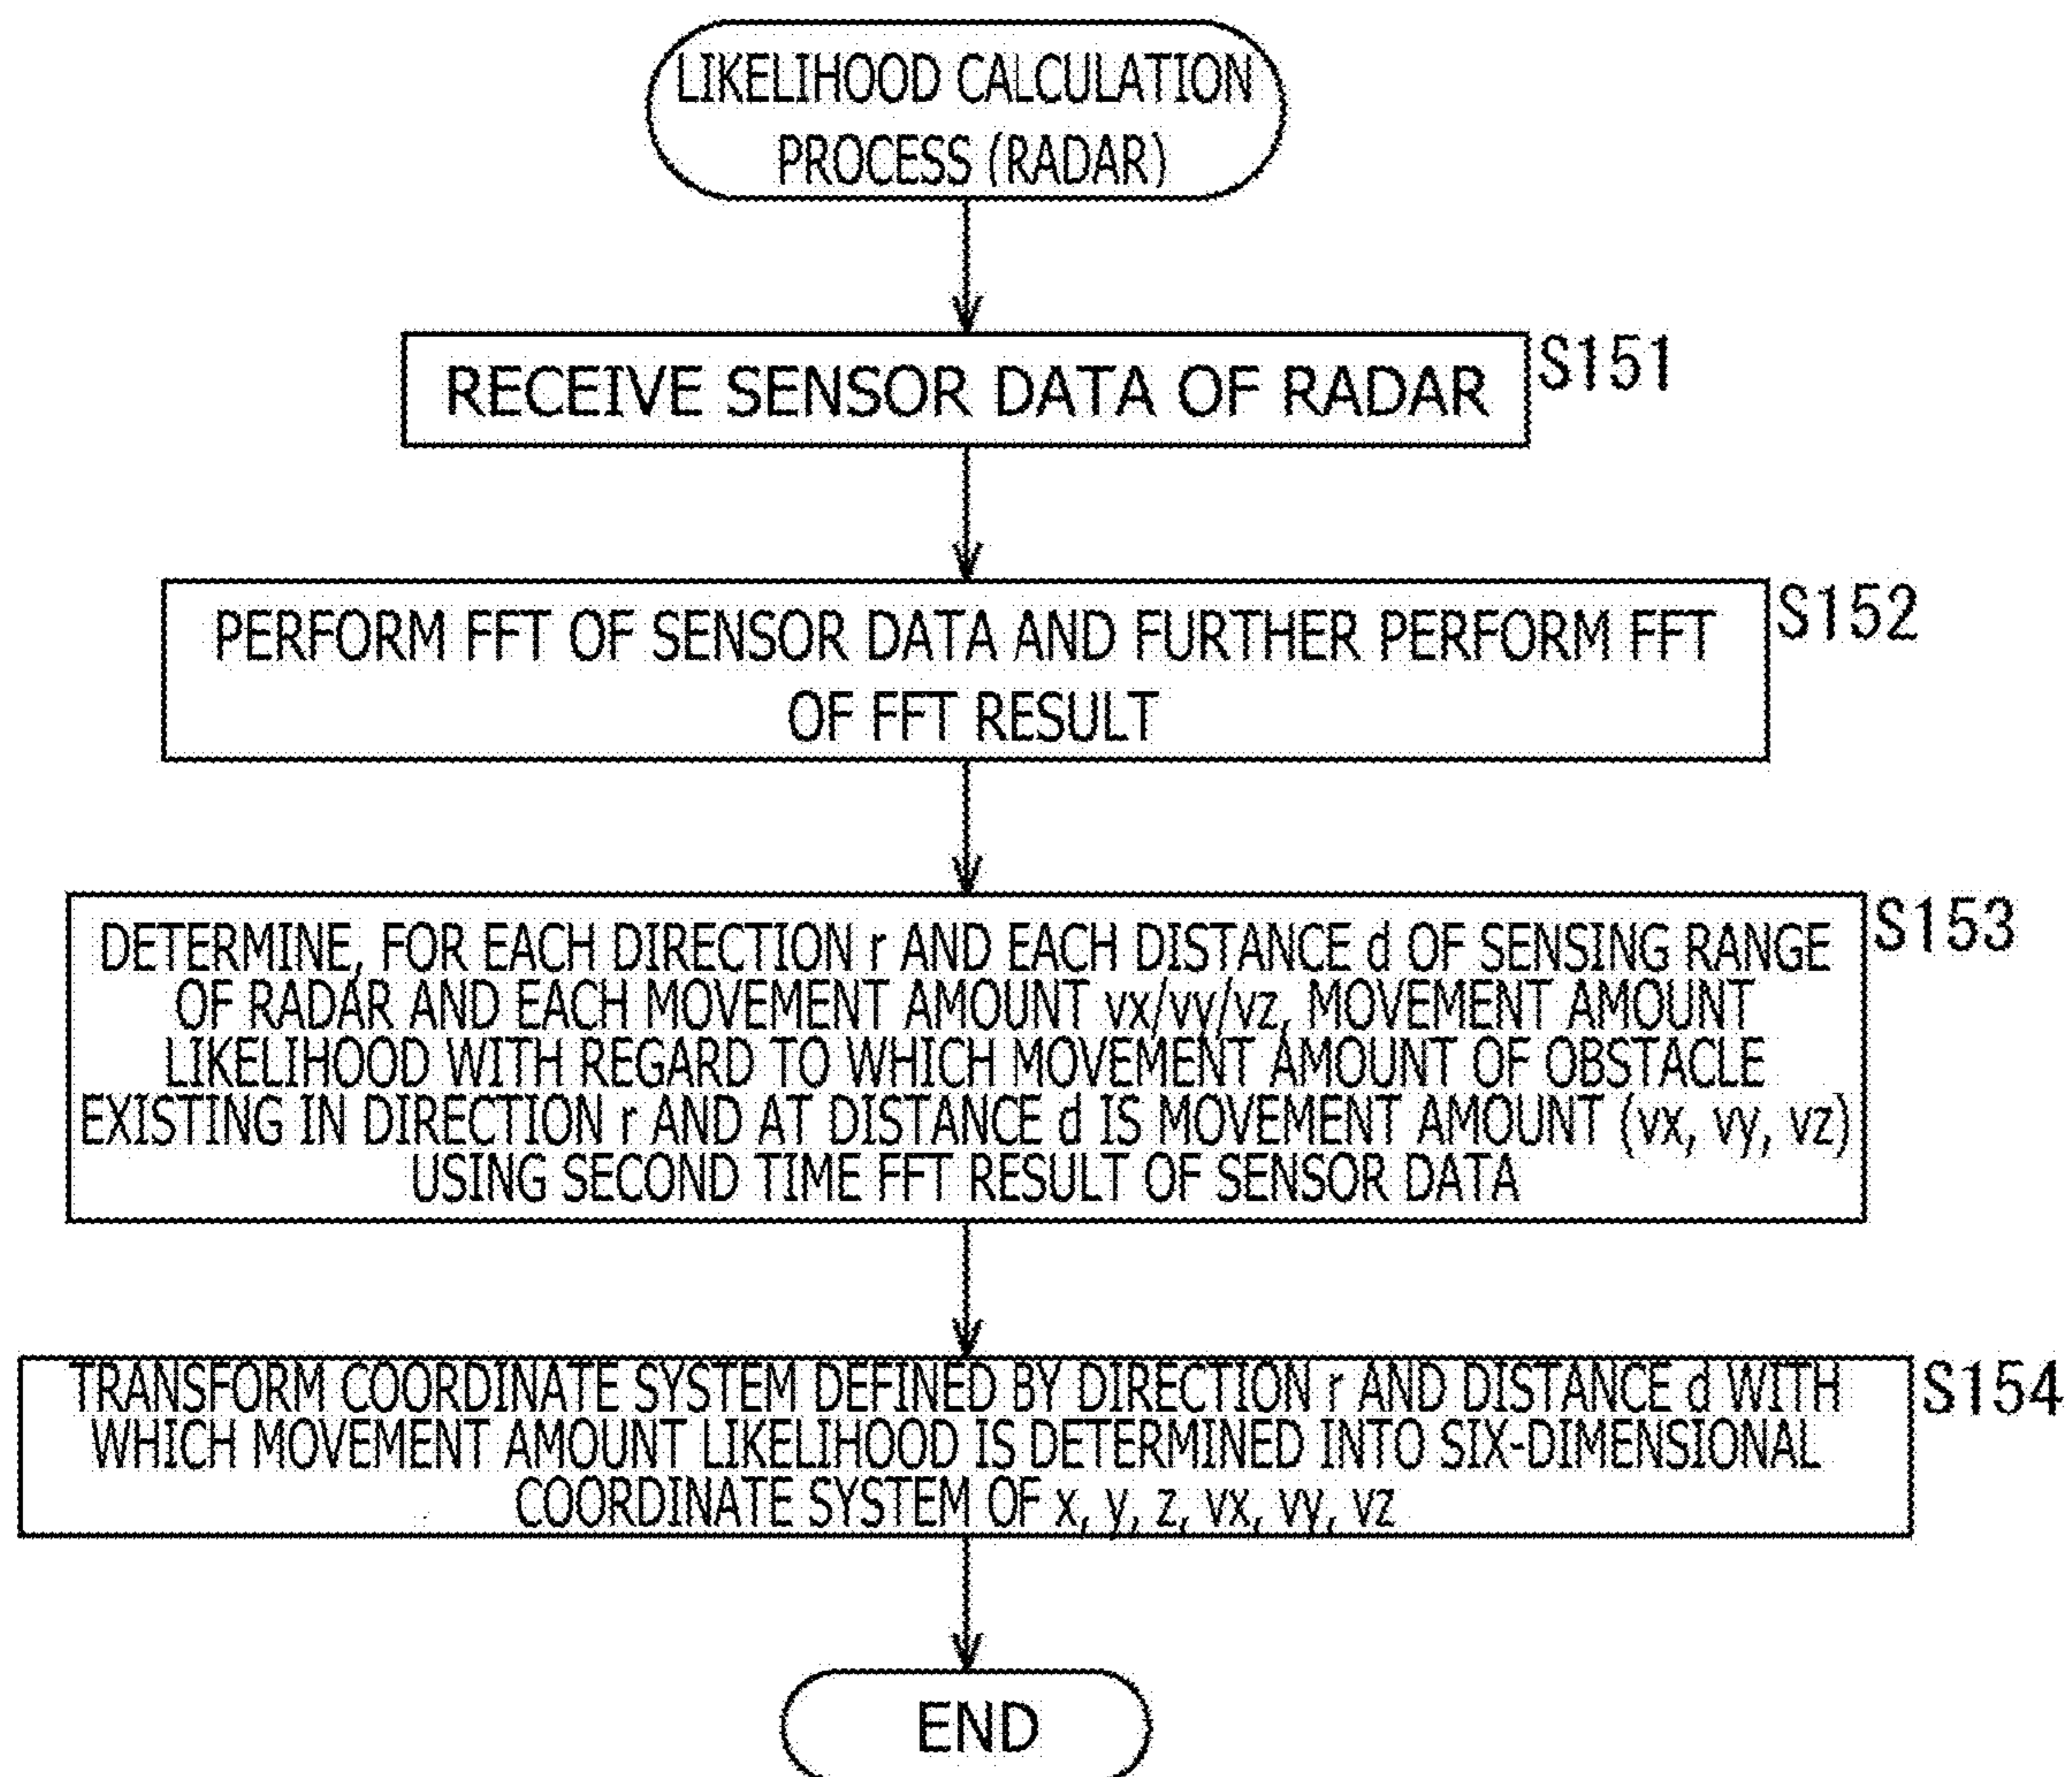 LIKELIHOOD CALCULATION
PROCESS (RADAR)
RECEIVE SENSOR DATA OF RADAR
S151
PERFORM FFT OF SENSOR DATA AND FURTHER PERFORM FFT
OF FFT RESULT
S152
DETERMINE, FOR EACH DIRECTION r AND EACH DISTANCE d OF SENSING RANGE
OF RADAR AND EACH MOVEMENT AMOUNT vx/vy/vz, MOVEMENT AMOUNT
LIKELIHOOD WITH REGARD TO WHICH MOVEMENT AMOUNT OF OBSTACLE
EXISTING IN DIRECTION r AND AT DISTANCE d IS MOVEMENT AMOUNT (vx, vy, vz)
USING SECOND TIME FFT RESULT OF SENSOR DATA
S153
TRANSFORM COORDINATE SYSTEM DEFINED BY DIRECTION r AND DISTANCE d WITH
WHICH MOVEMENT AMOUNT LIKELIHOOD IS DETERMINED INTO SIX-DIMENSIONAL
COORDINATE SYSTEM OF x, y, z, vx, vy, vz
S154
END